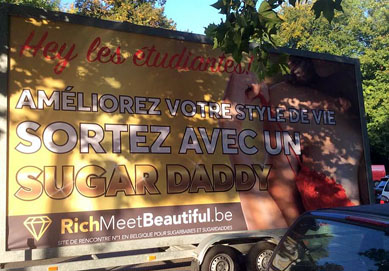 Hey les étudiantes!
AMÉLIOREZ VOTRE STYLE DE VIE
SORTEZ AVEC UN
SUGAR DADDY
RichMeetBeautiful.be
SITE DE RENCONTRE N°1 EN BELGIQUE POUR SUGARBABIES ET SUGARDADDIES